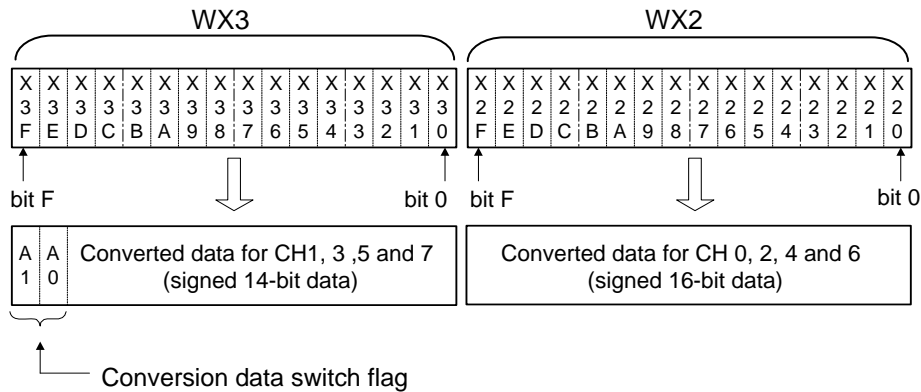 WX3 WX2
X X X X X X X X X X X X X X X X X X X X X X X X X X X X X X X X
3 3 3 3 3 3 3 3 3 3 3 3 3 3 3 3 2 2 2 2 2 2 2 2 2 2 2 2 2 2 2 2
F E D C B A 9 8 7 6 5 4 3 2 1 0 F E D C B A 9 8 7 6 5 4 3 2 1 0
bit F bit 0 bit F bit 0
A A Converted data for CH1, 3 ,5 and 7 Converted data for CH 0, 2, 4 and 6
1 0 (signed 14-bit data) (signed 16-bit data)
Conversion data switch flag